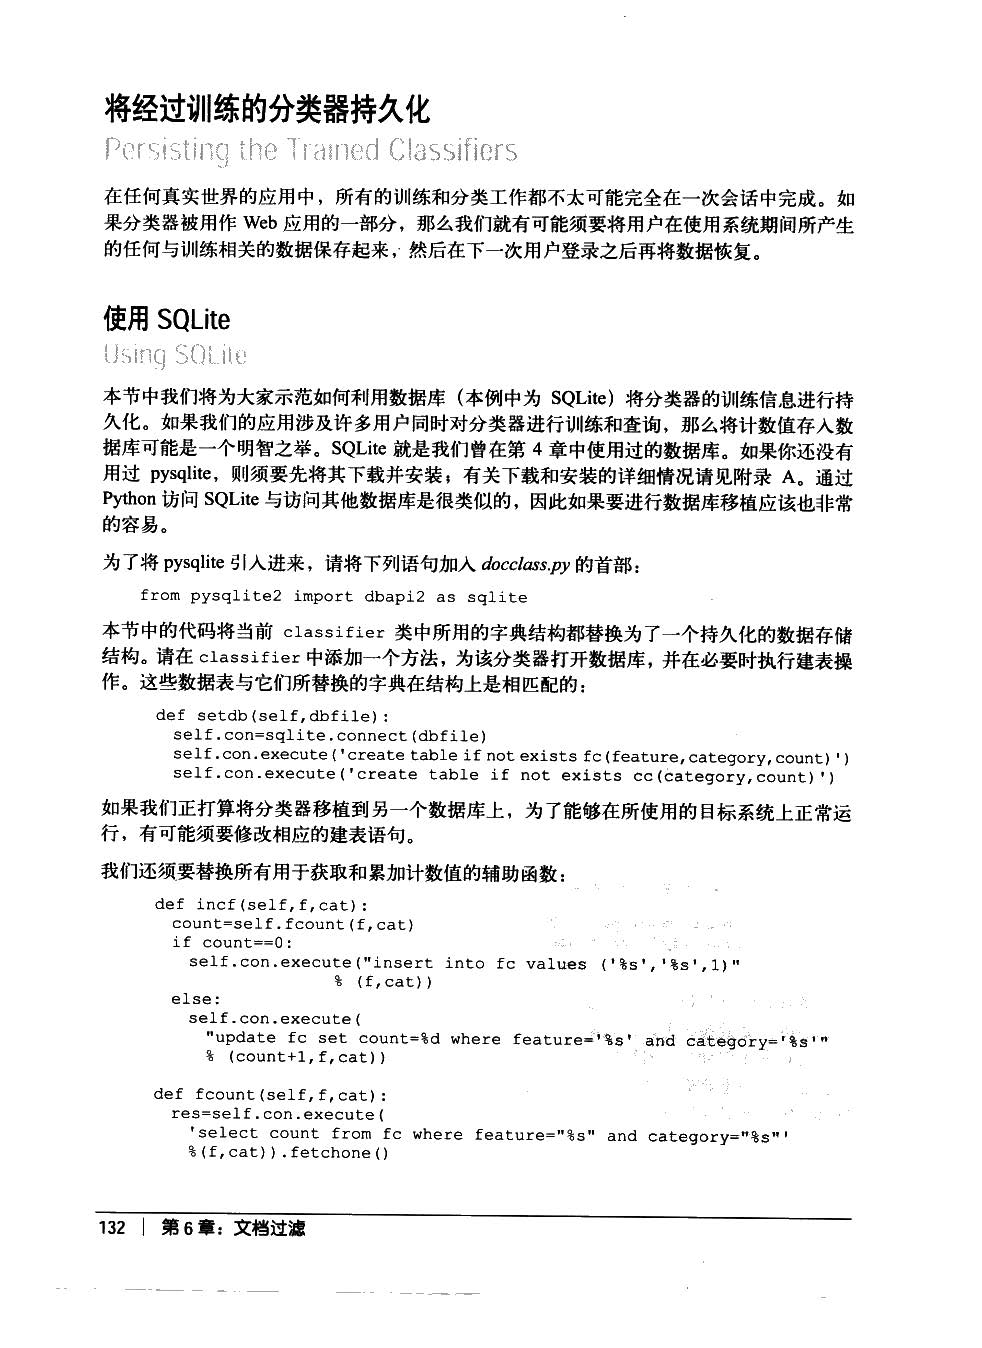 将经过训练的分类器持久化
Persisting the Trained Classifiers
在任何真实世界的应用中，所有的训练和分类工作都不太可能完全在一次会话中完成。如
果分类器被用作 Web 应用的一部分，那么我们就有可能须要将用户在使用系统期间所产生
的任何与训练相关的数据保存起来，然后在下一次用户登录之后再将数据恢复。
使用 SQLite
Using SQLite
本节中我们将为大家示范如何利用数据库（本例中为 SQLite）将分类器的训练信息进行持
久化。如果我们的应用涉及许多用户同时对分类器进行训练和查询，那么将计数值存入数
据库可能是一个明智之举。SQLite 就是我们曾在第 4 章中使用过的数据库。如果你还没有
用过 pysqlite，则须要先将其下载并安装；有关下载和安装的详细情况请见附录 A。通过
Python 访问 SQLite 与访问其他数据库是很类似的，因此如果要进行数据库移植应该也非常
的容易。
为了将 pysqlite 引入进来，请将下列语句加入 docclass.py 的首部：
from pysqlite2 import dbapi2 as sqlite
本节中的代码将当前 classifier 类中所用的字典结构都替换为了一个持久化的数据存储
结构。请在 classifier 中添加一个方法，为该分类器打开数据库，并在必要时执行建表操
作。这些数据表与它们所替换的字典在结构上是相匹配的：
def setdb(self,dbfile):
self.con=sqlite.connect(dbfile)
self.con.execute('create table if not exists fc(feature,category,count)')
self.con.execute('create table if not exists cc(category,count)')
如果我们正打算将分类器移植到另一个数据库上，为了能够在所使用的目标系统上正常运
行，有可能须要修改相应的建表语句。
我们还须要替换所有用于获取和累加计数值的辅助函数：
def incf(self,f,cat):
count=self.fcount(f,cat)
if count==0:
self.con.execute("insert into fc values ('%s','%s',1)"
% (f,cat))
else:
self.con.execute(
"update fc set count=%d where feature='%s' and category='%s'"
% (count+1,f,cat))
def fcount(self,f,cat):
res=self.con.execute(
'select count from fc where feature="%s" and category="%s"'
%(f,cat)).fetchone()
132 | 第 6 章：文档过滤